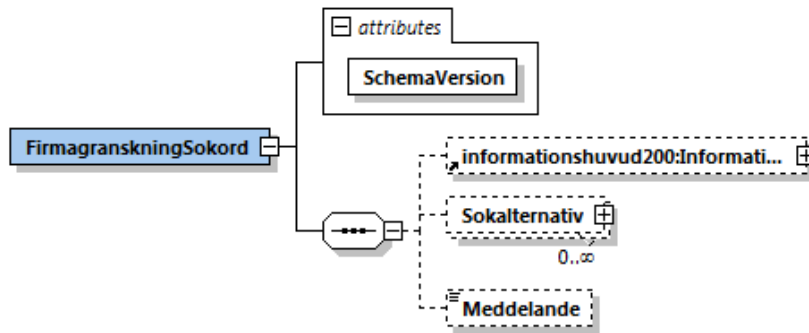 attributes
SchemaVersion
FirmagranskningSokord
informationshuvud200:Informati...
Sokalternativ
0..∞
Meddelande